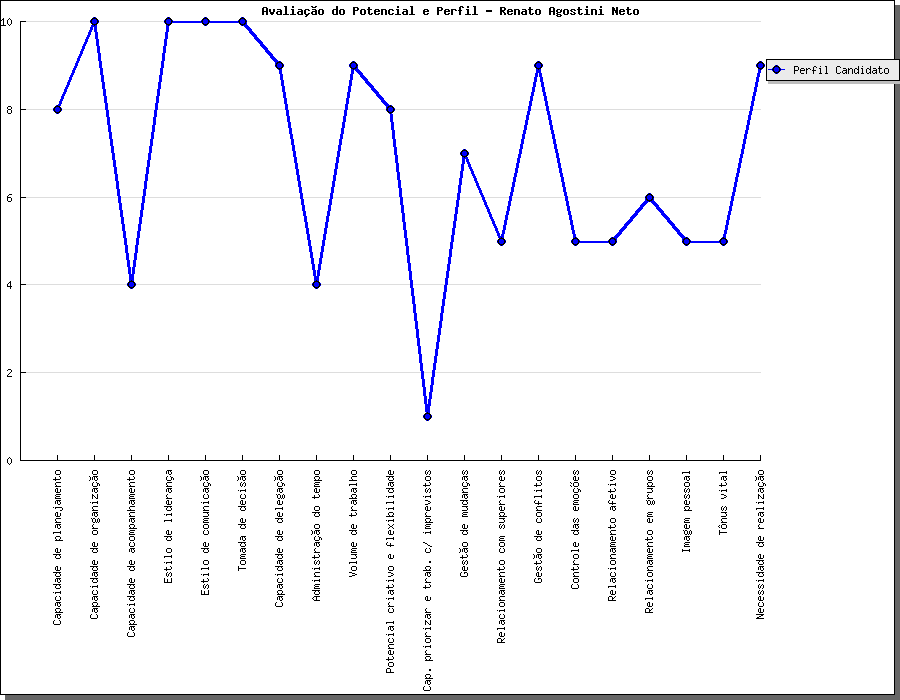 Avaliação do Potencial e Perfil - Renato Agostini Neto
10
8
6
4
2
0
Perfil Candidato
Capacidade de planejamento
Capacidade de organização
Capacidade de acompanhamento
Estilo de liderança
Estilo de comunicação
Tomada de decisão
Capacidade de delegação
Administração do tempo
Volume de trabalho
Potencial criativo e flexibilidade
Cap. priorizar e trab. c/ imprevistos
Gestão de mudanças
Relacionamento com superiores
Gestão de conflitos
Controle das emoções
Relacionamento afetivo
Relacionamento em grupos
Imagem pessoal
Tônus vital
Necessidade de realização